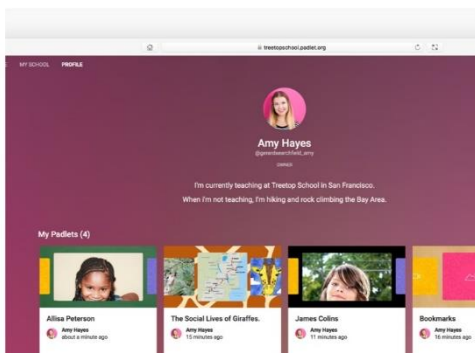 treetopschool.padlet.org
MY SCHOOL PROFILE
Amy Hayes
OWNER
I'm currently teaching at Treetop School in San Francisco.
When I'm not teaching, I'm hiking and rock climbing the Bay Area.
My Padlets (4)
Allisa Peterson The Social Lives of Giraffes. James Colins Bookmarks
Amy Hayes Amy Hayes Amy Hayes Amy Hayes
about a minute ago 15 minutes ago 11 minutes ago 16 minutes ago